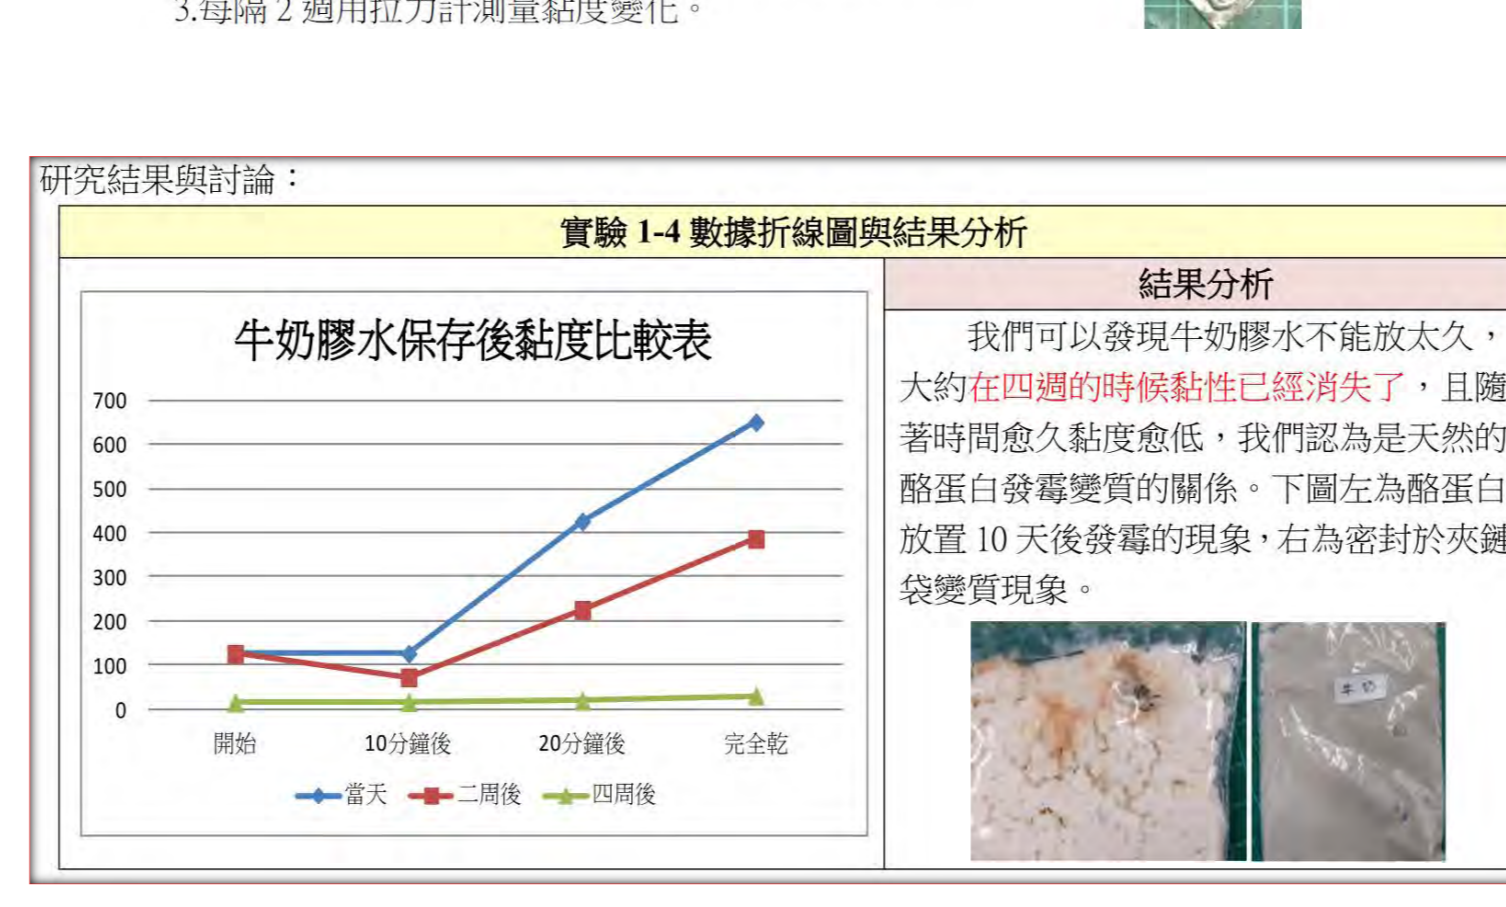 3.每隔 2 週用拉力計測量黏度變化。
研究結果與討論：
實驗 1-4 數據折線圖與結果分析
牛奶膠水保存後黏度比較表
700
600
500
400
300
200
100
0
開始 10分鐘後 20分鐘後 完全乾
當天 二周後 四周後
結果分析
我們可以發現牛奶膠水不能放太久，
大約在四週的時候黏性已經消失了，且隨
著時間愈久黏度愈低，我們認為是天然的
酪蛋白發霉變質的關係。下圖左為酪蛋白
放置 10 天後發霉的現象，右為密封於夾鏈
袋變質現象。
牛奶